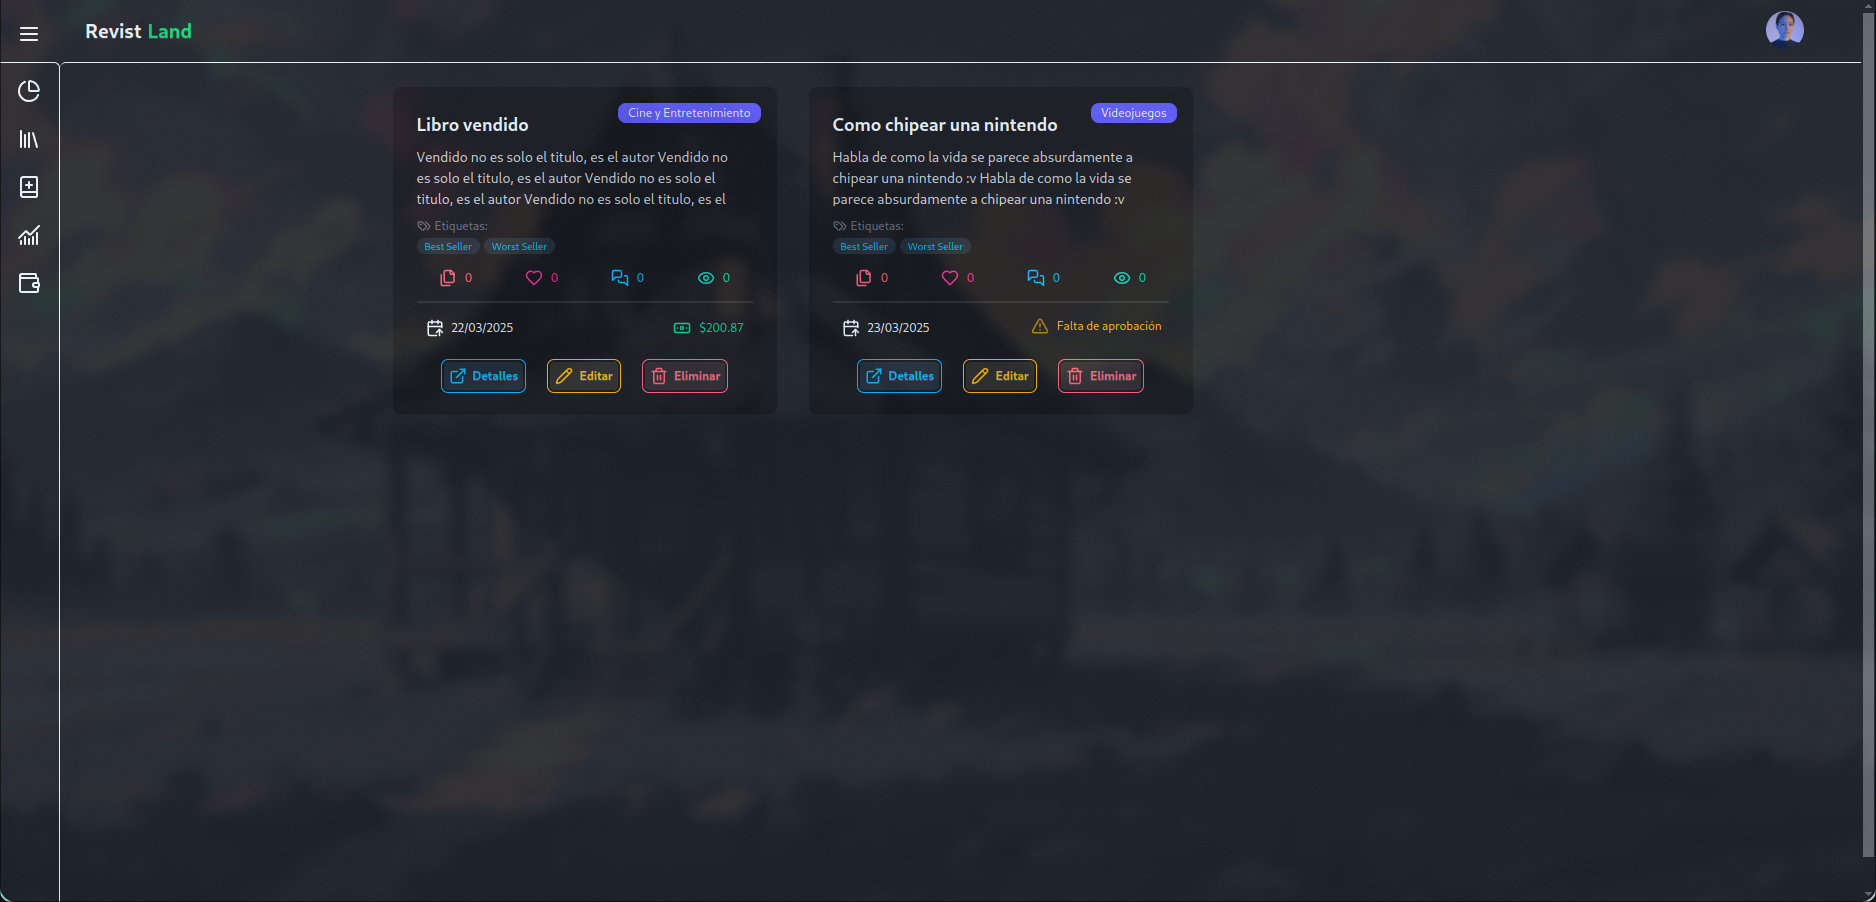 Revist Land
Cine y Entretenimiento
Libro vendido
Vendido no es solo el titulo, es el autor Vendido no
es solo el titulo, es el autor Vendido no es solo el
titulo, es el autor Vendido no es solo el titulo, es el
Etiquetas:
Best Seller Worst Seller
0 0 0 0
22/03/2025 $200.87
Detalles Editar Eliminar
Videojuegos
Como chipear una nintendo
Habla de como la vida se parece absurdamente a
chipear una nintendo :v Habla de como la vida se
parece absurdamente a chipear una nintendo :v
Etiquetas:
Best Seller Worst Seller
0 0 0 0
23/03/2025 Falta de aprobación
Detalles Editar Eliminar